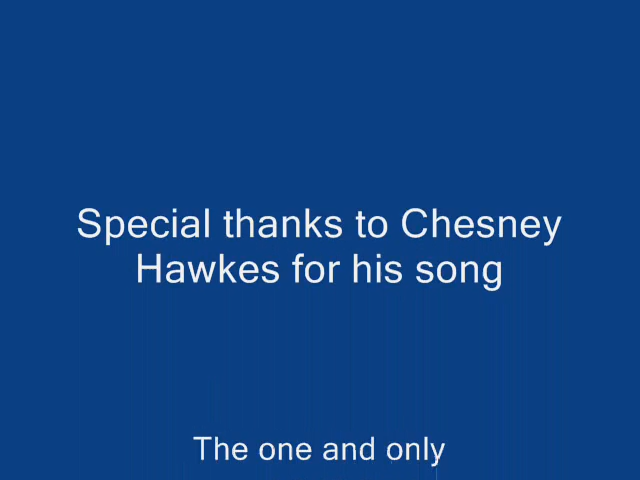 Special thanks to Chesney
Hawkes for his song
The one and only